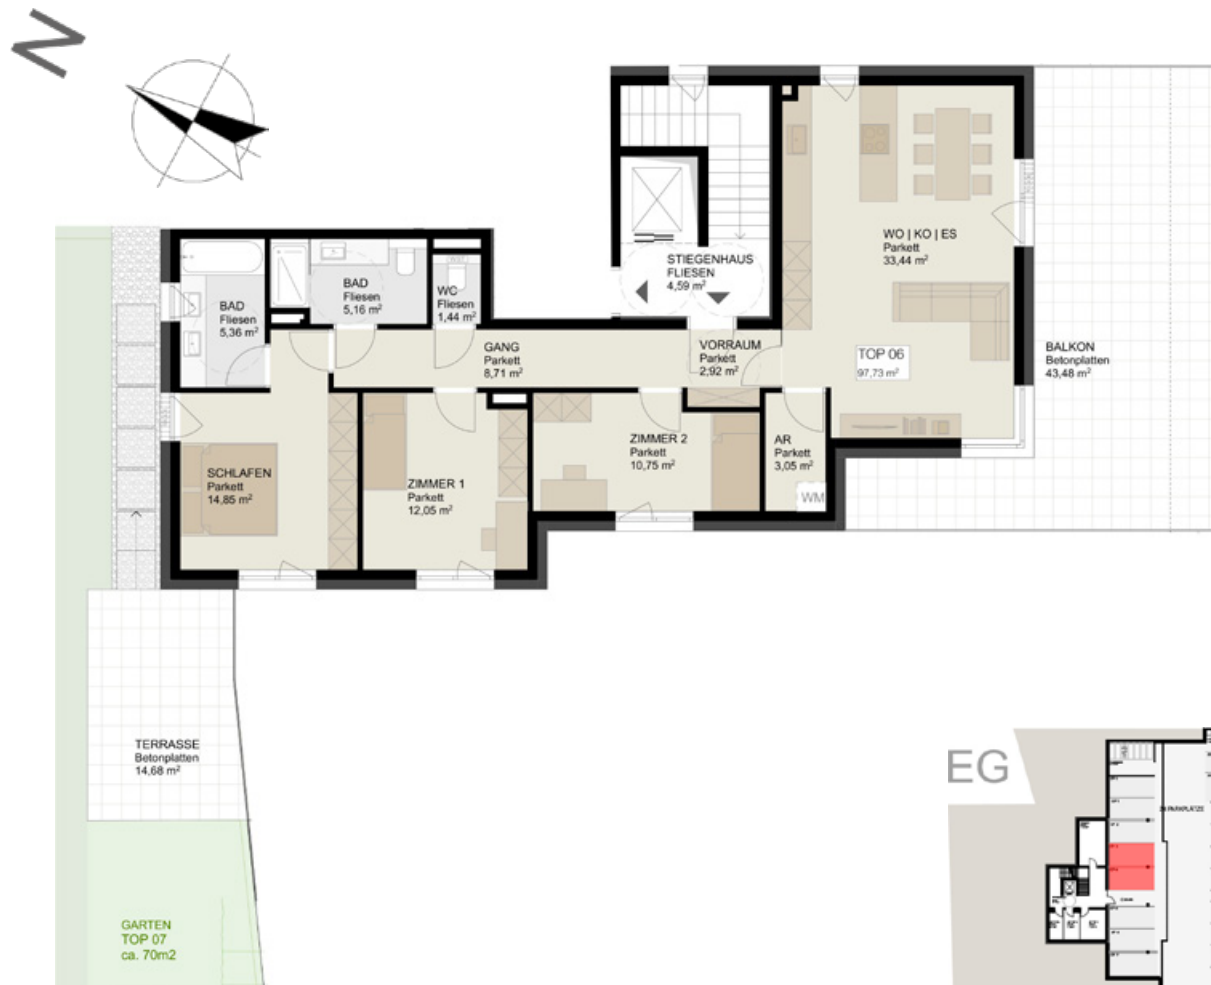 N
BAD
Fliesen
5,36 m²
BAD
Fliesen
5,16 m²
WC
Fliesen
1,44 m²
STIEGENHAUS
FLIESEN
4,59 m²
WO | KO | ES
Parkett
33,44 m²
GANG
Parkett
8,71 m²
VORRAUM
Parkett
2,92 m²
TOP 06
97,73 m²
BALKON
Betonplatten
43,48 m²
SCHLAFEN
Parkett
14,85 m²
ZIMMER 1
Parkett
12,05 m²
ZIMMER 2
Parkett
10,75 m²
AR
Parkett
3,05 m²
WM
TERRASSE
Betonplatten
14,68 m²
GARTEN
TOP 07
ca. 70m2
EG